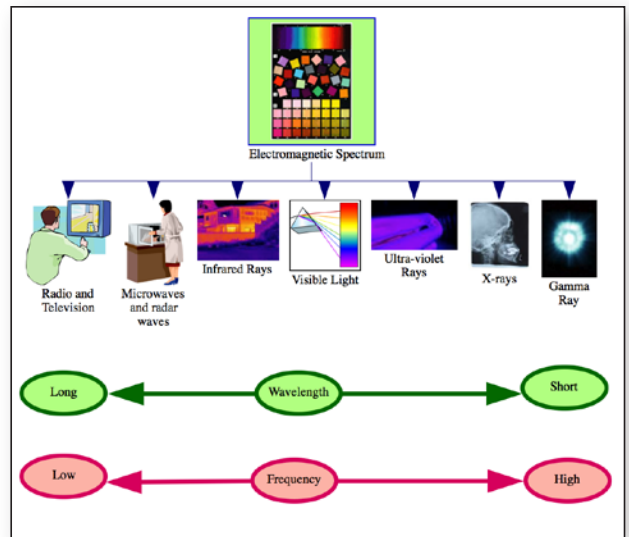 Electromagnetic Spectrum
Radio and
Television
Microwaves
and radar
waves
Infrared Rays
Visible Light
Ultra-violet
Rays
X-rays
Gamma
Ray
Long
Wavelength
Short
Low
Frequency
High